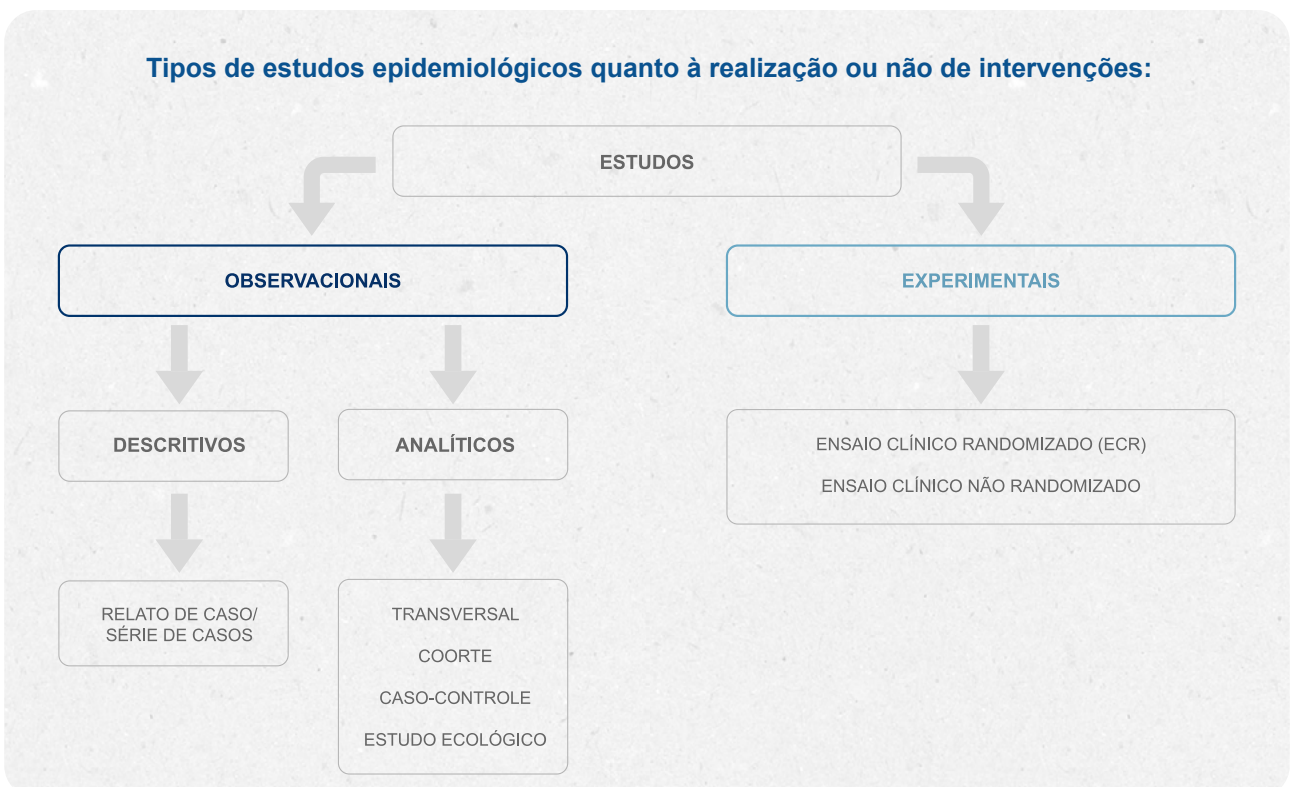 Tipos de estudos epidemiológicos quanto à realização ou não de intervenções:
ESTUDOS
OBSERVACIONAIS
EXPERIMENTAIS
DESCRITIVOS
ANALÍTICOS
ENSAIO CLÍNICO RANDOMIZADO (ECR)
ENSAIO CLÍNICO NÃO RANDOMIZADO
RELATO DE CASO/
SÉRIE DE CASOS
TRANSVERSAL
COORTE
CASO-CONTROLE
ESTUDO ECOLÓGICO